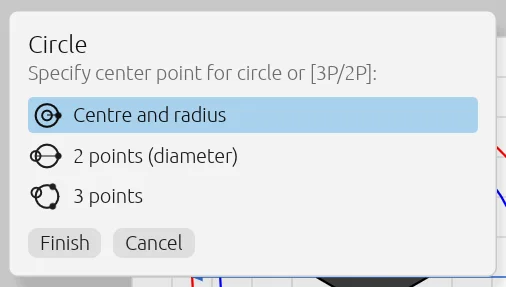 Circle
Specify center point for circle or [3P/2P]:
Centre and radius
2 points (diameter)
3 points
Finish Cancel